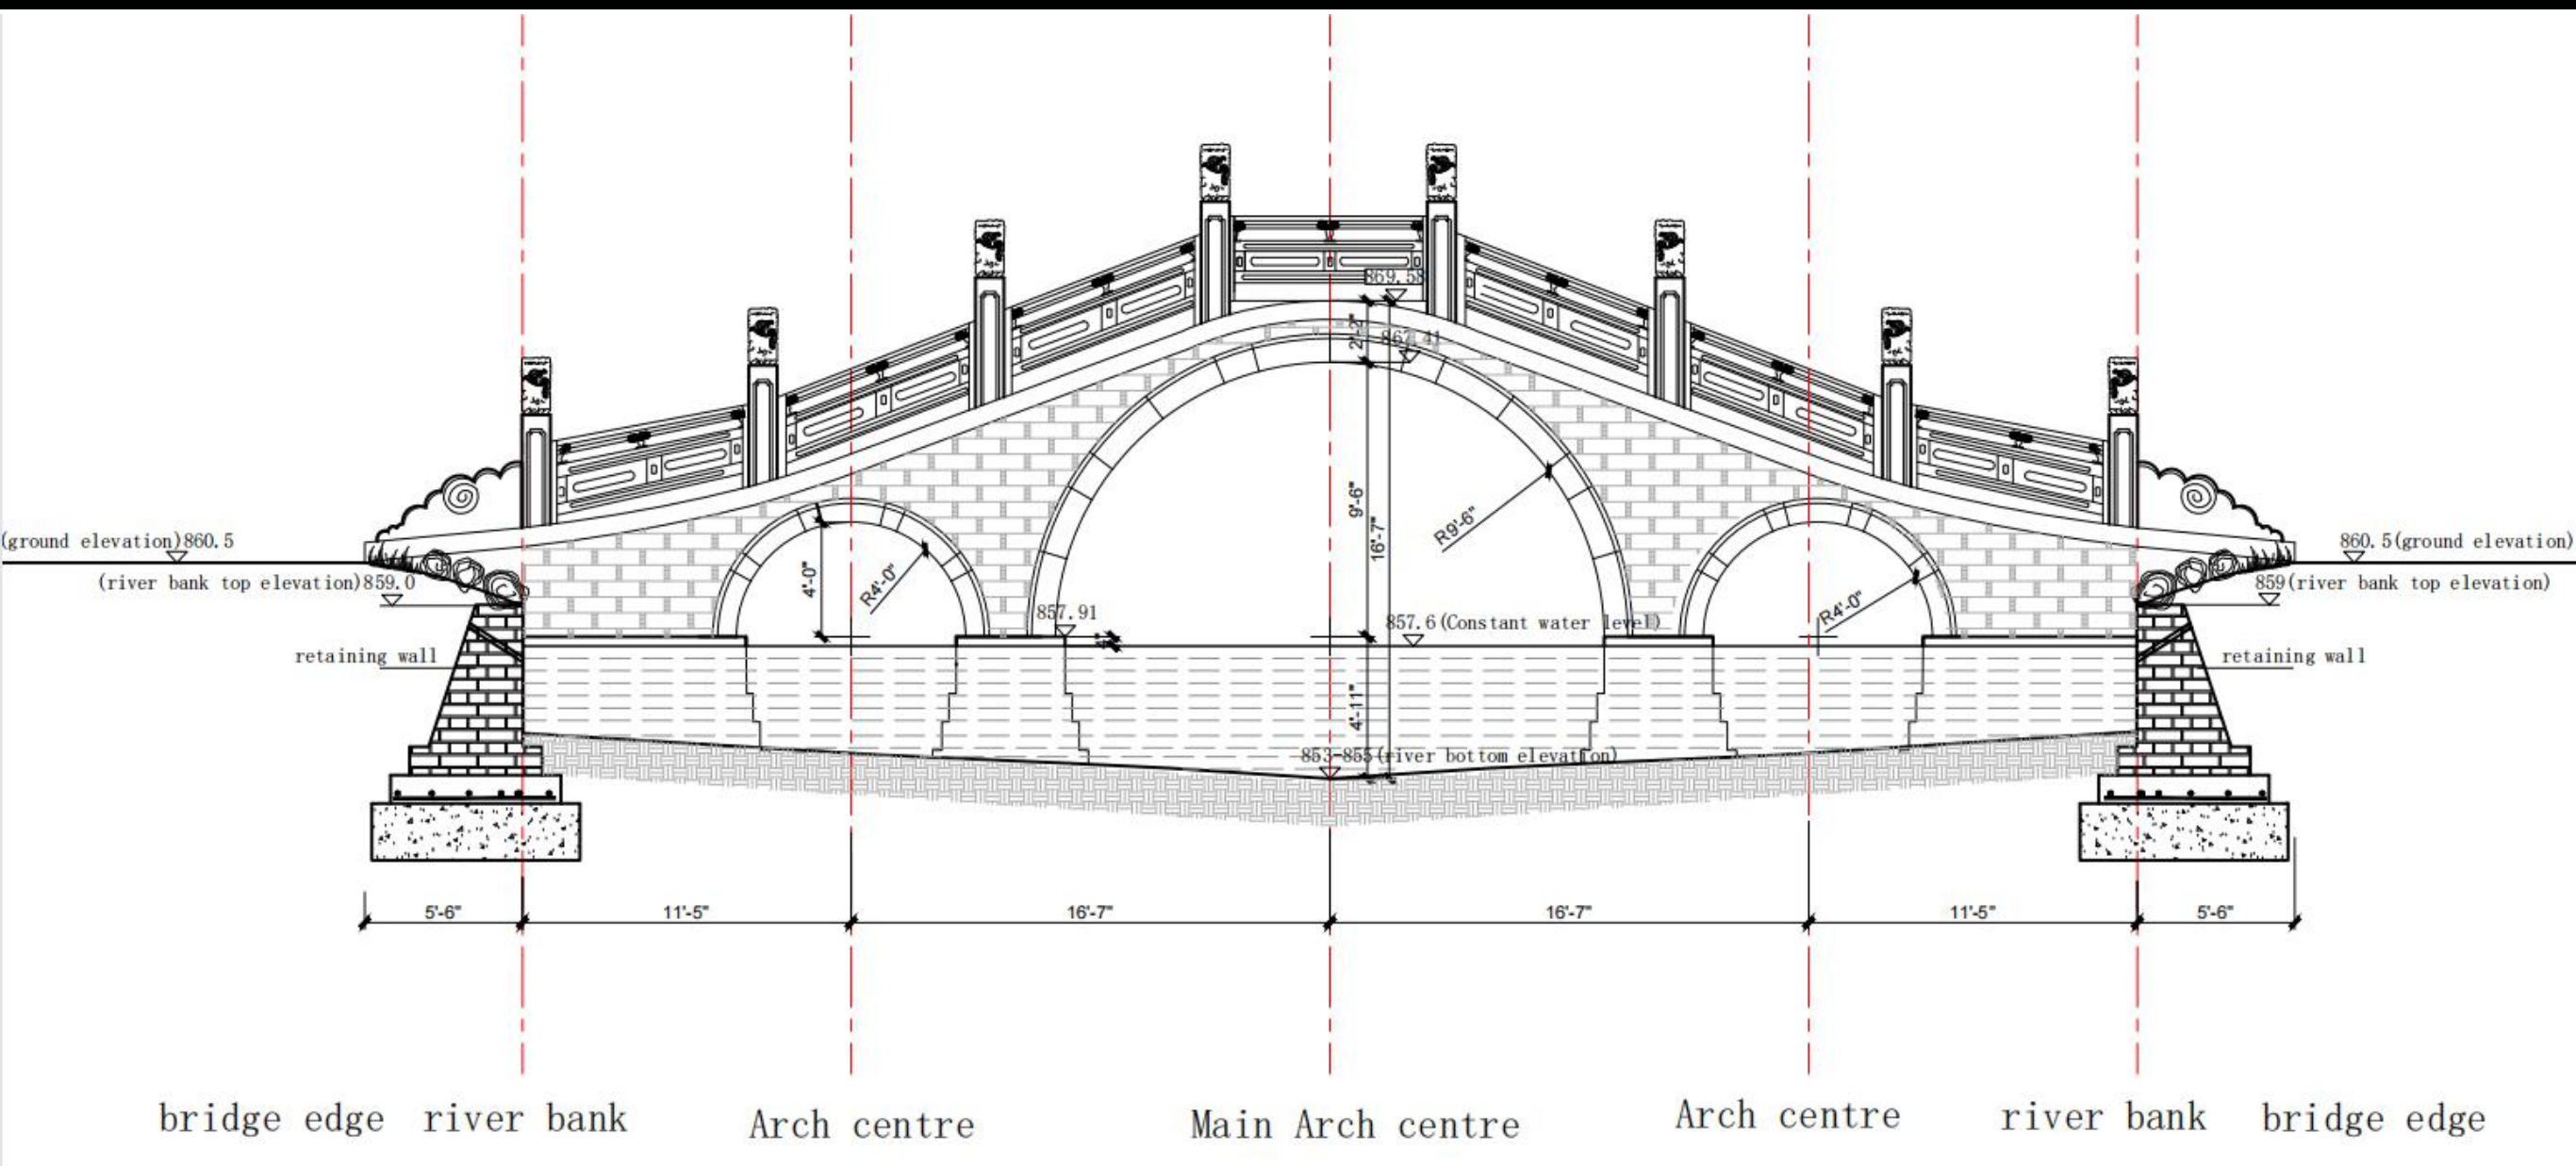 869.58
2'-2"
867.41
9'-6"
R9'-6"
16'-7"
(ground elevation)860.5
860.5(ground elevation)
(river bank top elevation)859.0
859(river bank top elevation)
4'-0"
R4'-0"
R4'-0"
857.91
4"
857.6(Constant water level)
retaining wall
retaining wall
4'-11"
853-855(river bottom elevation)
5'-6"
11'-5"
16'-7"
16'-7"
11'-5"
5'-6"
bridge edge
river bank
Arch centre
Main Arch centre
Arch centre
river bank
bridge edge